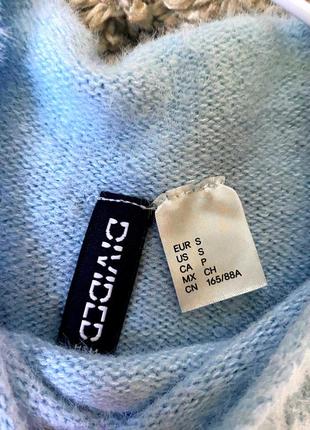 DIVIDED
EUR S
US S
CA P
MX CH
CN 165/88A